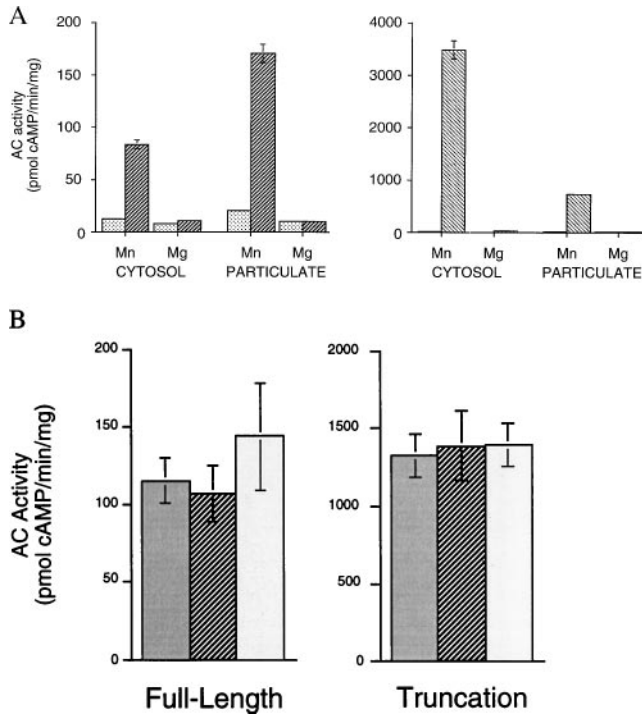 A
AC activity
(pmol cAMP/min/mg)
200
150
100
50
0
Mn Mg Mn Mg
CYTOSOL PARTICULATE
4000
3000
2000
1000
0
Mn Mg Mn Mg
CYTOSOL PARTICULATE
B
AC Activity
(pmol cAMP/min/mg)
200
150
100
50
0
Full-Length
2000
1500
1000
500
0
Truncation